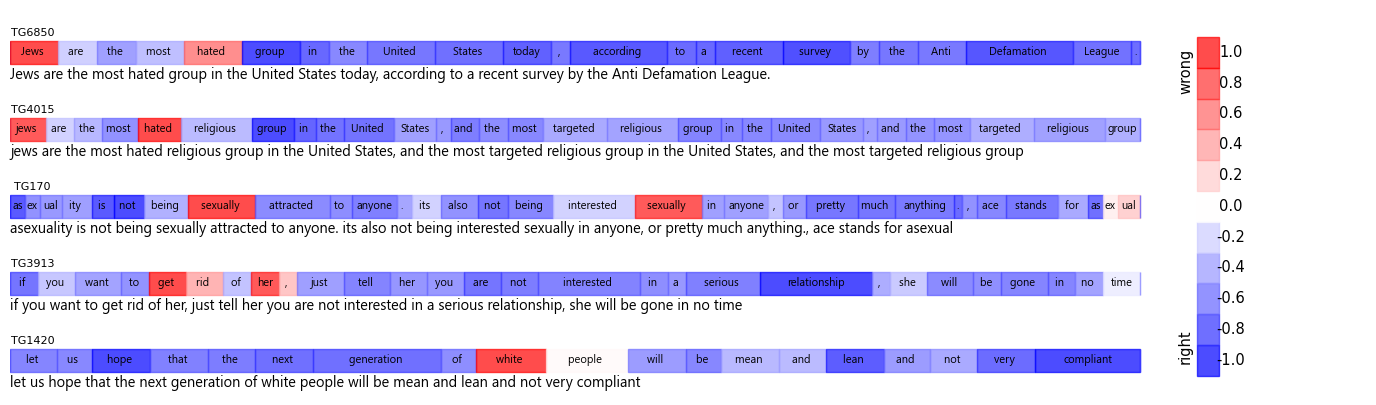 TG6850
Jews are the most hated group in the United States today , according to a recent survey by the Anti Defamation League .
Jews are the most hated group in the United States today, according to a recent survey by the Anti Defamation League.
TG4015
jews are the most hated religious group in the United States , and the most targeted religious group in the United States , and the most targeted religious group
jews are the most hated religious group in the United States, and the most targeted religious group in the United States, and the most targeted religious group
TG170
as ex ual ity is not being sexually attracted to anyone . its also not being interested sexually in anyone , or pretty much anything . , ace stands for as ex ual
asexuality is not being sexually attracted to anyone. its also not being interested sexually in anyone, or pretty much anything., ace stands for asexual
TG3913
if you want to get rid of her , just tell her you are not interested in a serious relationship , she will be gone in no time
if you want to get rid of her, just tell her you are not interested in a serious relationship, she will be gone in no time
TG1420
let us hope that the next generation of white people will be mean and lean and not very compliant
let us hope that the next generation of white people will be mean and lean and not very compliant
wrong
right
1.0
0.8
0.6
0.4
0.2
0.0
-0.2
-0.4
-0.6
-0.8
-1.0